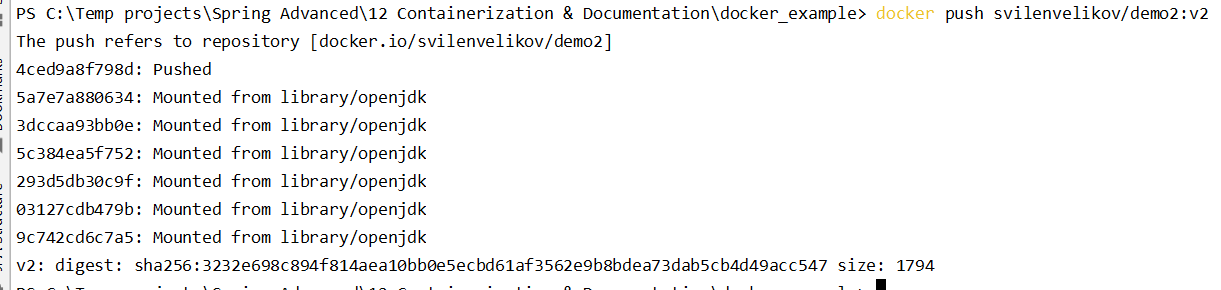 PS C:\Temp projects\Spring Advanced\12 Containerization & Documentation\docker_example> docker push svilenvelikov/demo2:v2
The push refers to repository [docker.io/svilenvelikov/demo2]
4ced9a8f798d: Pushed
5a7e7a880634: Mounted from library/openjdk
3dccaa93bb0e: Mounted from library/openjdk
5c384ea5f752: Mounted from library/openjdk
293d5db30c9f: Mounted from library/openjdk
03127cdb479b: Mounted from library/openjdk
9c742cd6c7a5: Mounted from library/openjdk
v2: digest: sha256:3232e698c894f814aea10bb0e5ecbd61af3562e9b8bdea73dab5cb4d49acc547 size: 1794